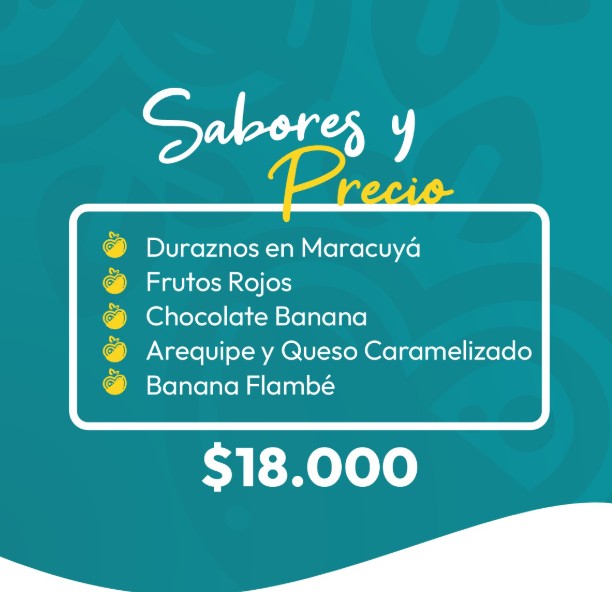 Sabores y
Precio
Duraznos en Maracuyá
Frutos Rojos
Chocolate Banana
Arequipe y Queso Caramelizado
Banana Flambé
$18.000